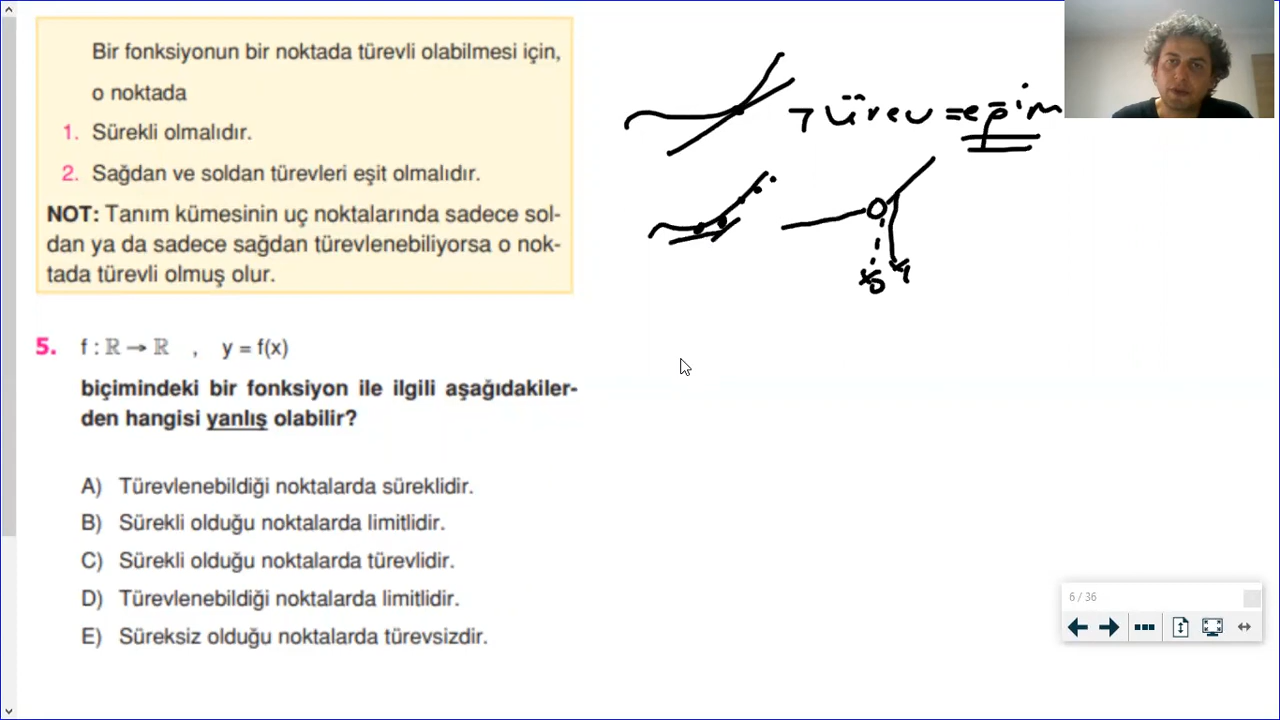 Bir fonksiyonun bir noktada türevli olabilmesi için,
o noktada
1. Sürekli olmalıdır.
2. Sağdan ve soldan türevleri eşit olmalıdır.
NOT: Tanım kümesinin uç noktalarında sadece sol-
dan ya da sadece sağdan türevlenebiliyorsa o nok-
tada türevli olmuş olur.
Türev = eğim
5. f : ℝ → ℝ , y = f(x)
biçimindeki bir fonksiyon ile ilgili aşağıdakiler-
den hangisi yanlış olabilir?
A) Türevlenebildiği noktalarda süreklidir.
B) Sürekli olduğu noktalarda limitlidir.
C) Sürekli olduğu noktalarda türevlidir.
D) Türevlenebildiği noktalarda limitlidir.
E) Süreksiz olduğu noktalarda türevsizdir.
6 / 36